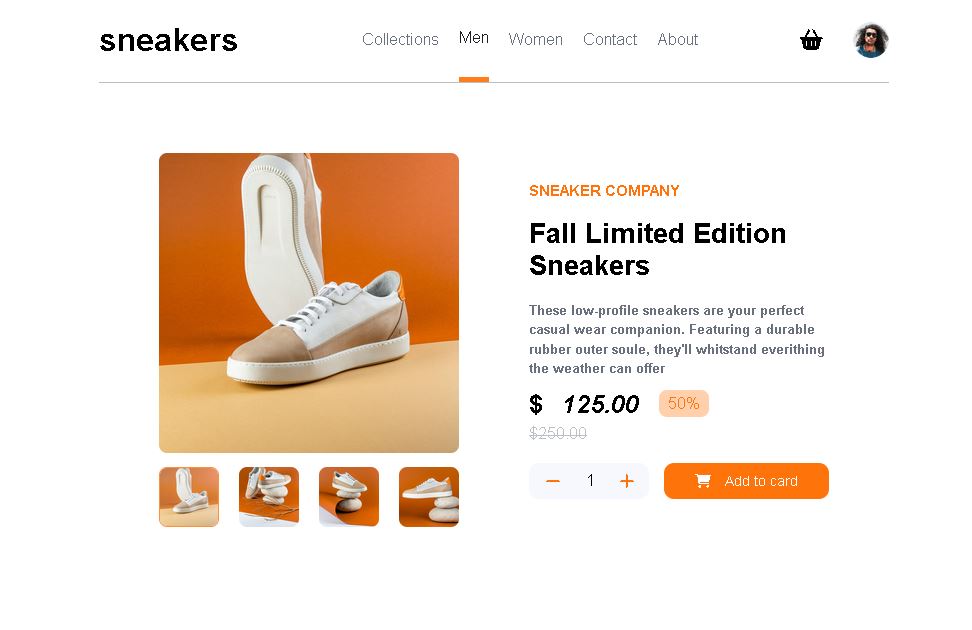 sneakers
Collections Men Women Contact About
SNEAKER COMPANY
Fall Limited Edition
Sneakers
These low-profile sneakers are your perfect
casual wear companion. Featuring a durable
rubber outer soule, they'll whitstand everithing
the weather can offer
$ 125.00 50%
$250.00
1 Add to card